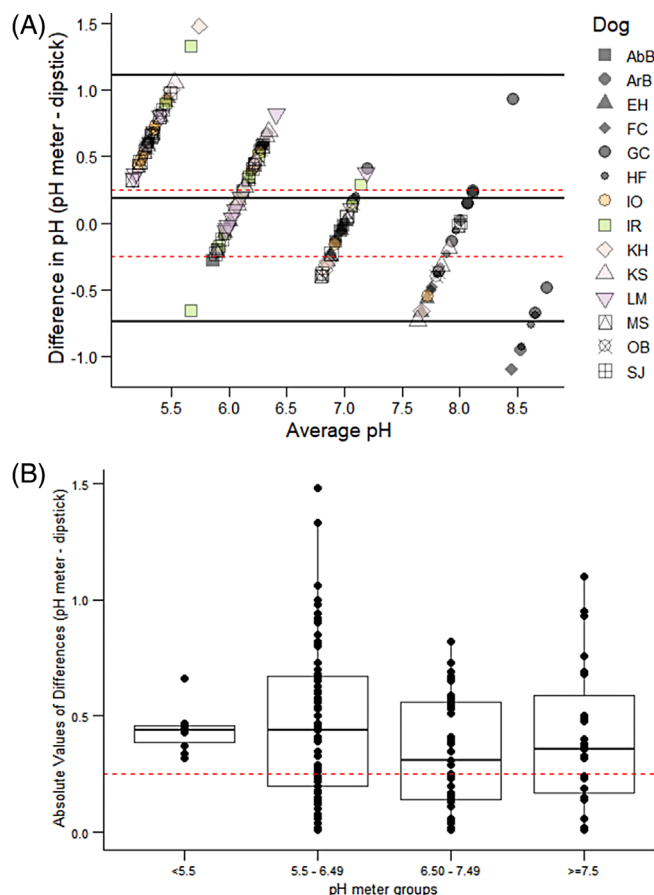 (A)
Difference in pH (pH meter - dipstick)
1.5
1.0
0.5
0.0
-0.5
-1.0
5.5 6.0 6.5 7.0 7.5 8.0 8.5
Average pH
Dog
AbB
ArB
EH
FC
GC
HF
IO
IR
KH
KS
LM
MS
OB
SJ
(B)
Absolute Values of Differences (pH meter - dipstick)
1.5
1.0
0.5
0.0
<5.5 5.5 - 6.49 6.50 - 7.49 >=7.5
pH meter groups